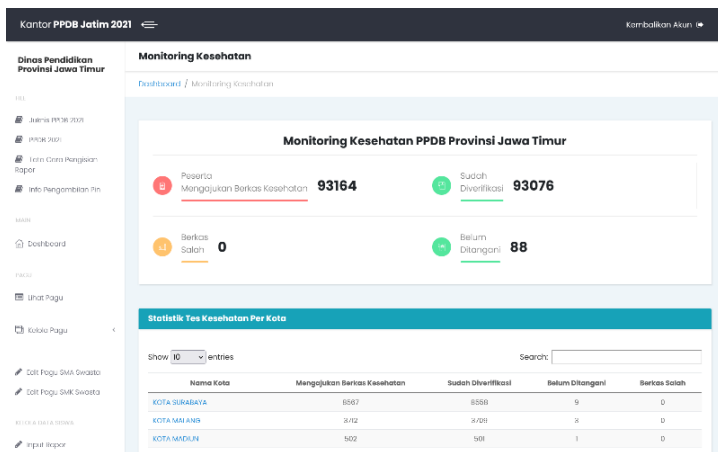 Kantor PPDB Jatim 2021
Kembalikan Akun
Dinas Pendidikan
Provinsi Jawa Timur
Monitoring Kesehatan
Dashboard / Monitoring Kesehatan
Juknis PPDB 2021
PPDB 2021
Tata Cara Pengisian
Rapor
Info Pengambilan Pin
MAIN
Dashboard
PAGU
Lihat Pagu
Kelola Pagu
Edit Pagu SMA Swasta
Edit Pagu SMK Swasta
Input Rapor
Monitoring Kesehatan PPDB Provinsi Jawa Timur
Peserta
Mengajukan Berkas Kesehatan 93164
Sudah
Diverifikasi 93076
Berkas
Salah 0
Belum
Ditangani 88
Statistik Tes Kesehatan Per Kota
Show 10 entries
Search:
Nama Kota Mengajukan Berkas Kesehatan Sudah Diverifikasi Belum Ditangani Berkas Salah
KOTA SURABAYA 8567 8558 9 0
KOTA MALANG 3712 3709 3 0
KOTA MADIUN 502 501 1 0